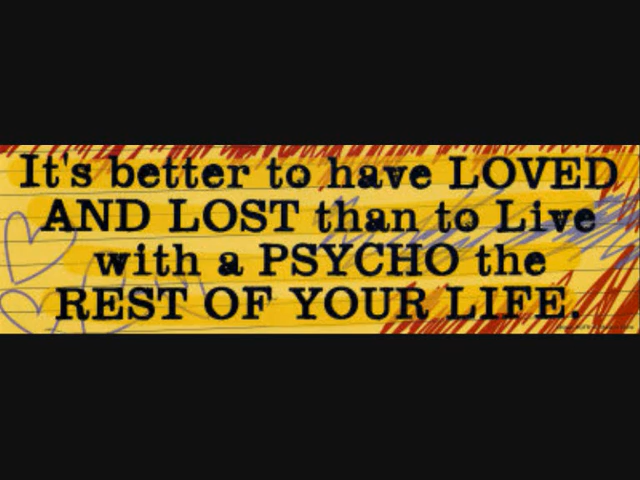 It's better to have LOVED
AND LOST than to Live
with a PSYCHO the
REST OF YOUR LIFE.